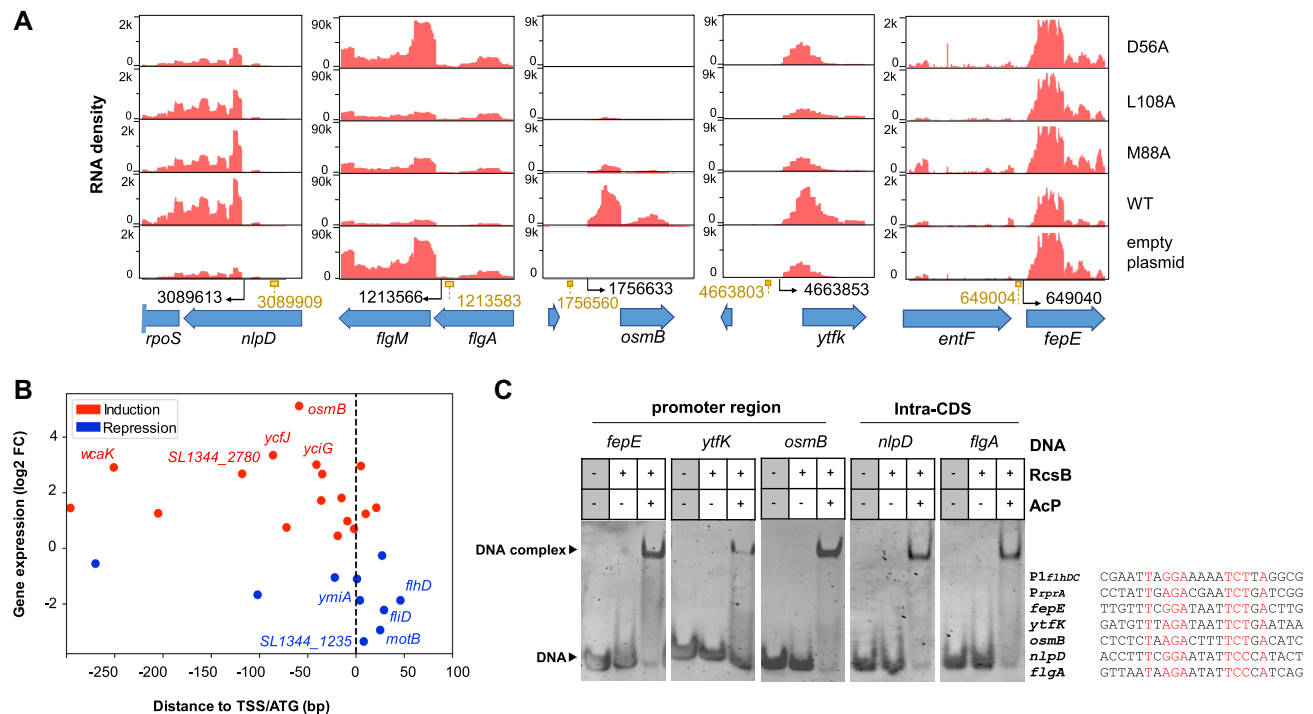 A
RNA density
2k 90k 9k 9k 2k
0 0 0 0 0
D56A
2k 90k 9k 9k 2k
0 0 0 0 0
L108A
2k 90k 9k 9k 2k
0 0 0 0 0
M88A
2k 90k 9k 9k 2k
0 0 0 0 0
WT
2k 90k 9k 9k 2k
0 0 0 0 0
empty
plasmid
3089613 3089909 1213566 1213583 1756560 1756633 4663803 4663853 649004 649040
rpoS nlpD flgM flgA osmB ytfk entF fepE
B
Induction
Repression
osmB
ycfJ
yciG
wcaK
SL1344_2780
ymiA
flhD
fliD
SL1344_1235
motB
Gene expression (log2 FC)
4
2
0
-2
-250 -200 -150 -100 -50 0 50 100
Distance to TSS/ATG (bp)
C
promoter region Intra-CDS
fepE ytfK osmB nlpD flgA DNA
- + + - + + - + + - + + - + + RcsB
- - + - - + - - + - - + - - + AcP
DNA complex
DNA
P1flhDC CGAATTAGGAAAAATCTTAGGCG
PrprA CCTATTGAGACGAATCTGATCGG
fepE TTGTTTCGGATAATTCTGACTTG
ytfK GATGTTTAGATAATTCTGAATAA
osmB CTCTCTAAGACTTTTCTGACATC
nlpD ACCTTTCGGAATATTCCCATACT
flgA GTTAATAAGAATATTCCCATCAG